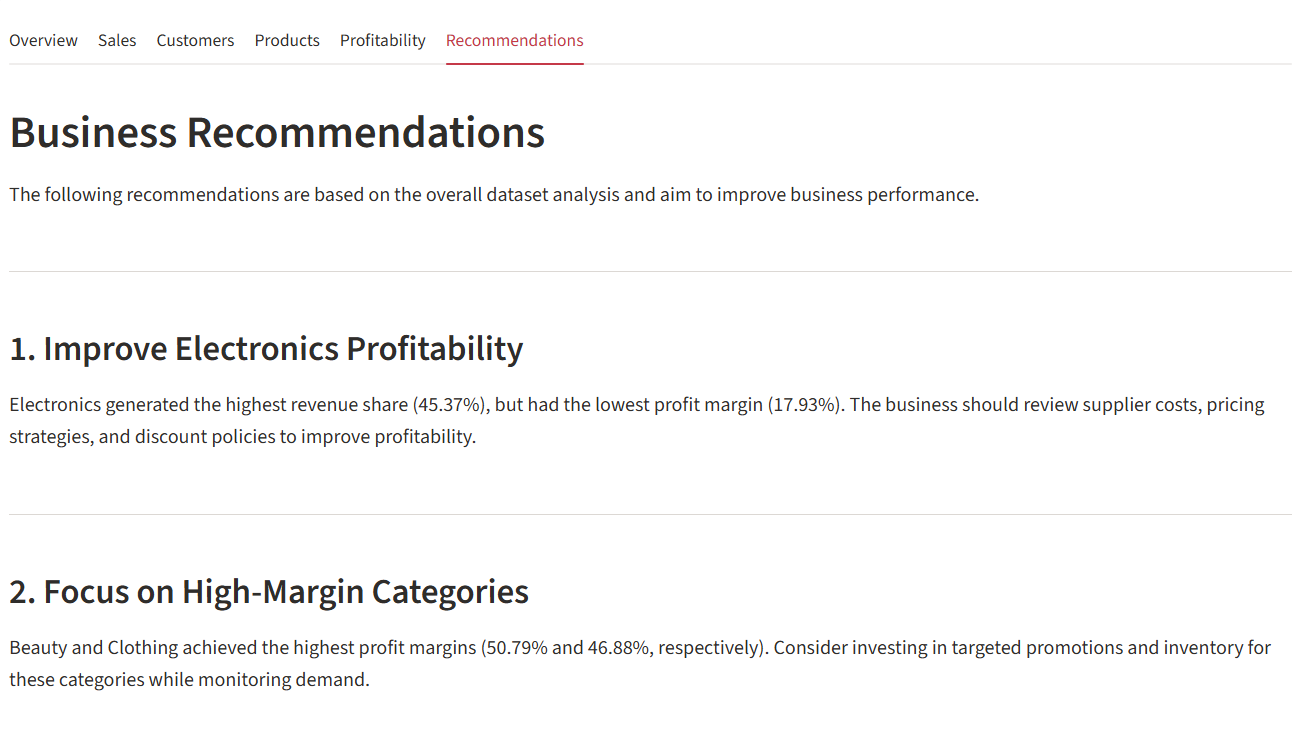 Overview Sales Customers Products Profitability Recommendations
Business Recommendations
The following recommendations are based on the overall dataset analysis and aim to improve business performance.
1. Improve Electronics Profitability
Electronics generated the highest revenue share (45.37%), but had the lowest profit margin (17.93%). The business should review supplier costs, pricing
strategies, and discount policies to improve profitability.
2. Focus on High-Margin Categories
Beauty and Clothing achieved the highest profit margins (50.79% and 46.88%, respectively). Consider investing in targeted promotions and inventory for
these categories while monitoring demand.